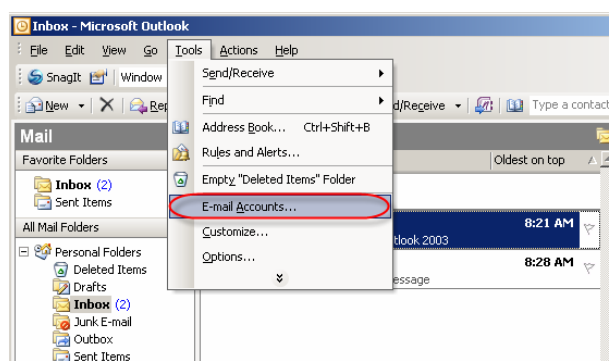 Inbox - Microsoft Outlook
File Edit View Go Tools Actions Help
SnagIt Window
New Rep d/Receive Type a contact
Send/Receive
Find
Address Book... Ctrl+Shift+B
Rules and Alerts...
Empty "Deleted Items" Folder
E-mail Accounts...
Customize...
Options...
Mail
Favorite Folders Oldest on top
Inbox (2)
Sent Items
All Mail Folders 8:21 AM
tlook 2003
Personal Folders
Deleted Items 8:28 AM
Drafts essage
Inbox (2)
Junk E-mail
Outbox
Sent Items